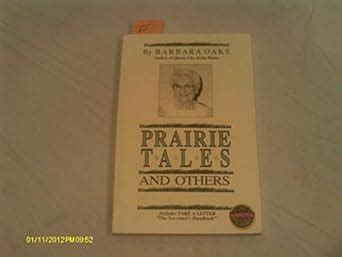 By BARBARA OAKS
Author of Queen City of the Plains
PRAIRIE
TALES
AND OTHERS
Includes TAKE A LETTER
"The Secretary's Handbook"
01/11/2012PM09:52